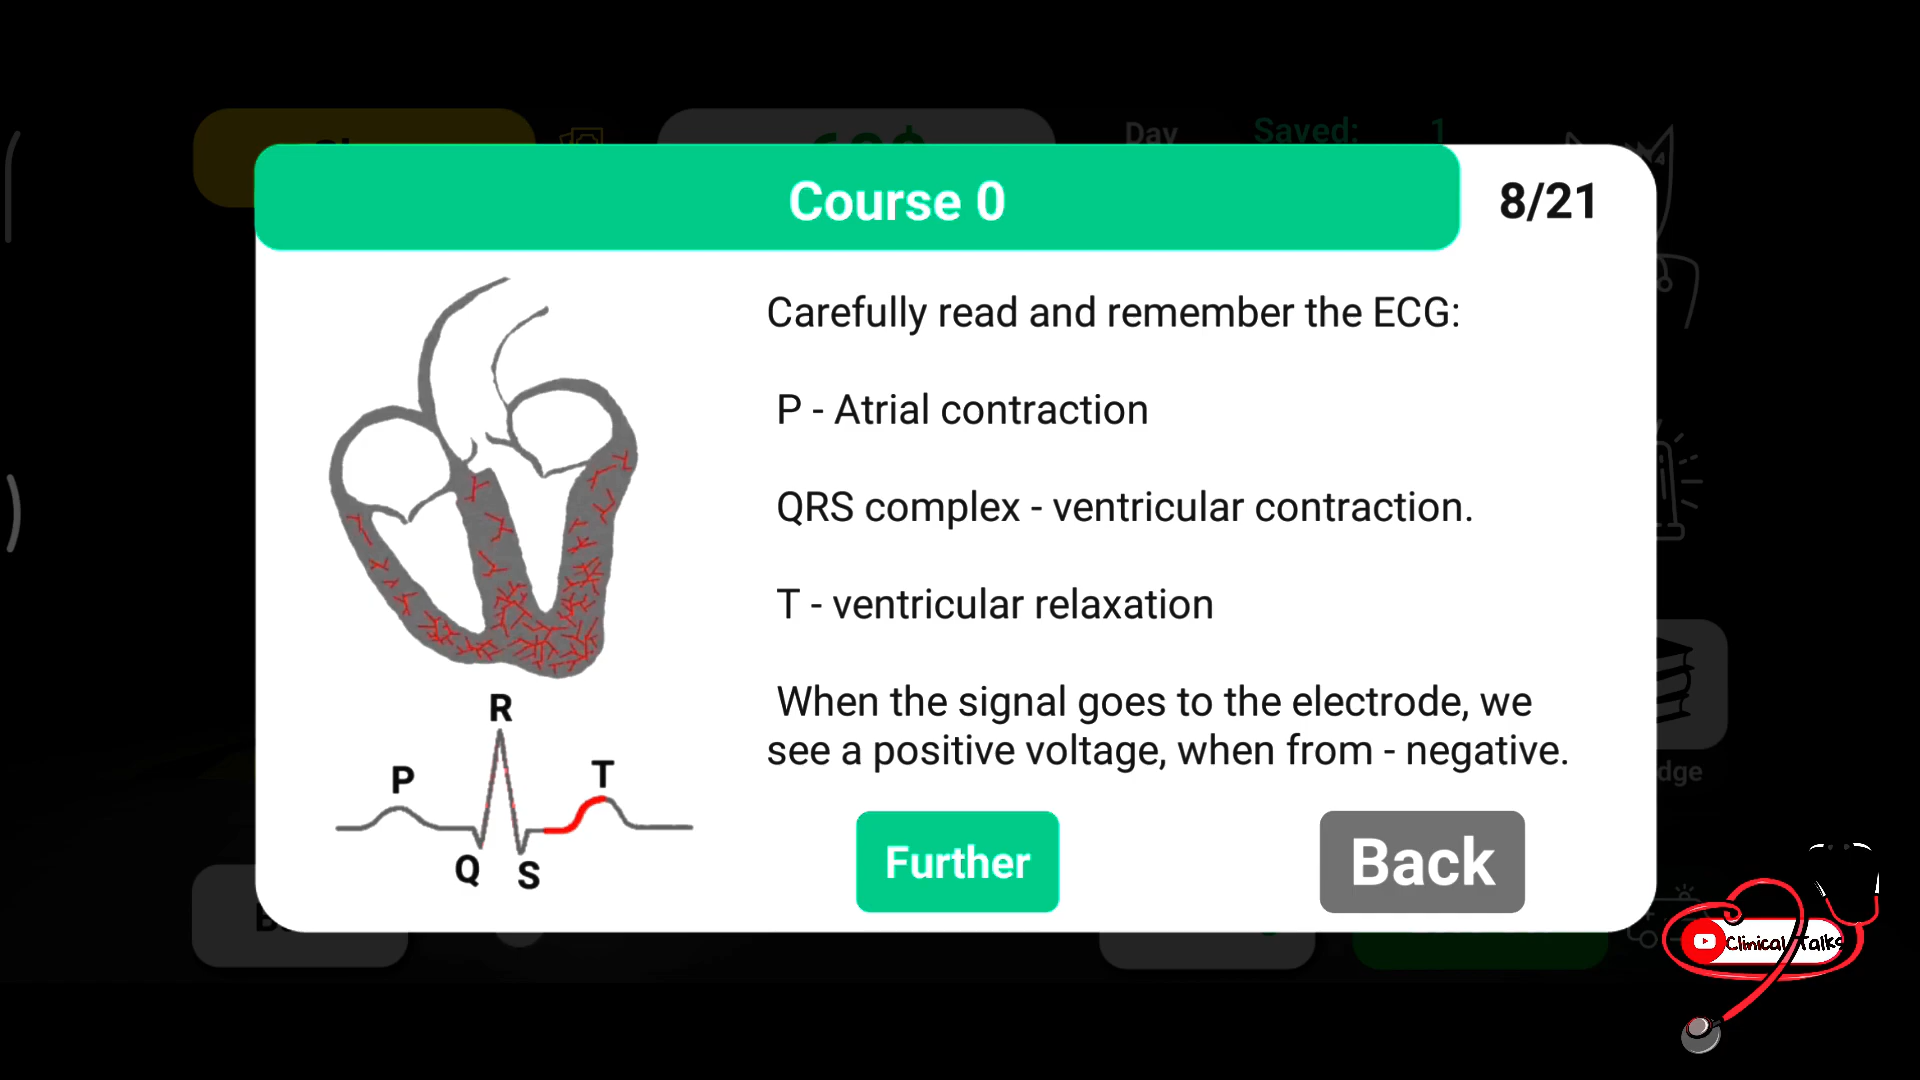 Day
Saved: 1
Course 0
8/21
Carefully read and remember the ECG:
P - Atrial contraction
QRS complex - ventricular contraction.
T - ventricular relaxation
When the signal goes to the electrode, we
see a positive voltage, when from - negative.
R
P
T
Q
S
Further
Back
dge
Clinical Talks